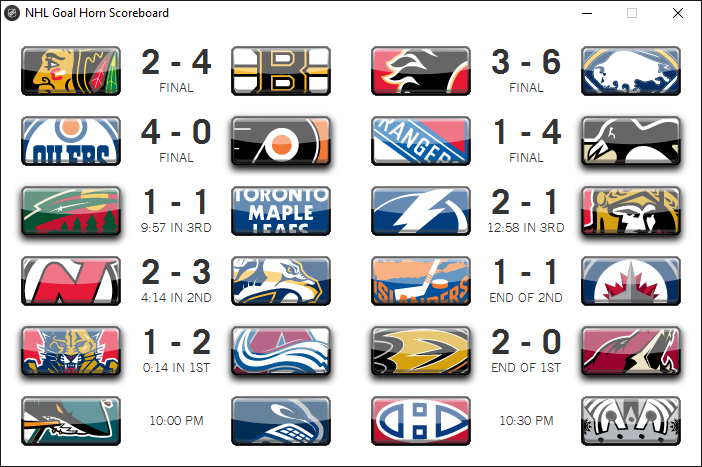 NHL Goal Horn Scoreboard
2 - 4
FINAL
B
3 - 6
FINAL
OILERS
4 - 0
FINAL
RANGERS
1 - 4
FINAL
1 - 1
9:57 IN 3RD
TORONTO
MAPLE
LEAFS
2 - 1
12:58 IN 3RD
2 - 3
4:14 IN 2ND
ISLANDERS
1 - 1
END OF 2ND
1 - 2
0:14 IN 1ST
2 - 0
END OF 1ST
10:00 PM
10:30 PM